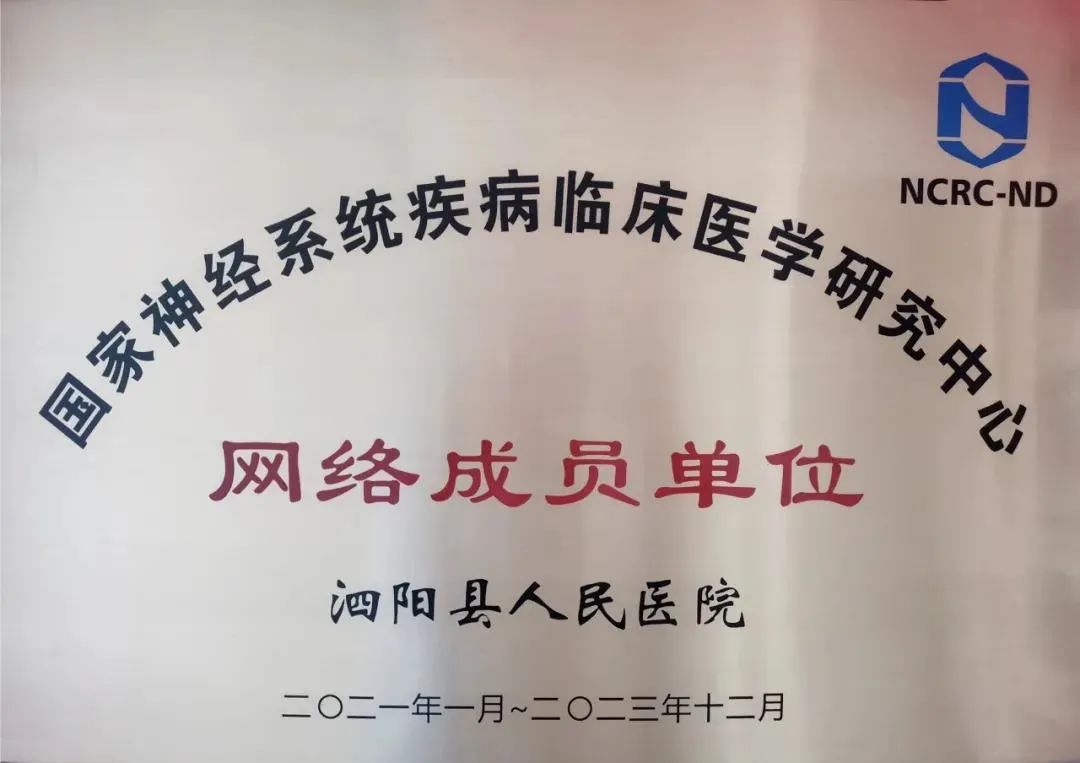 NCRC-ND
国家神经系统疾病临床医学研究中心
网络成员单位
泗阳县人民医院
二〇二一年一月~二〇二三年十二月